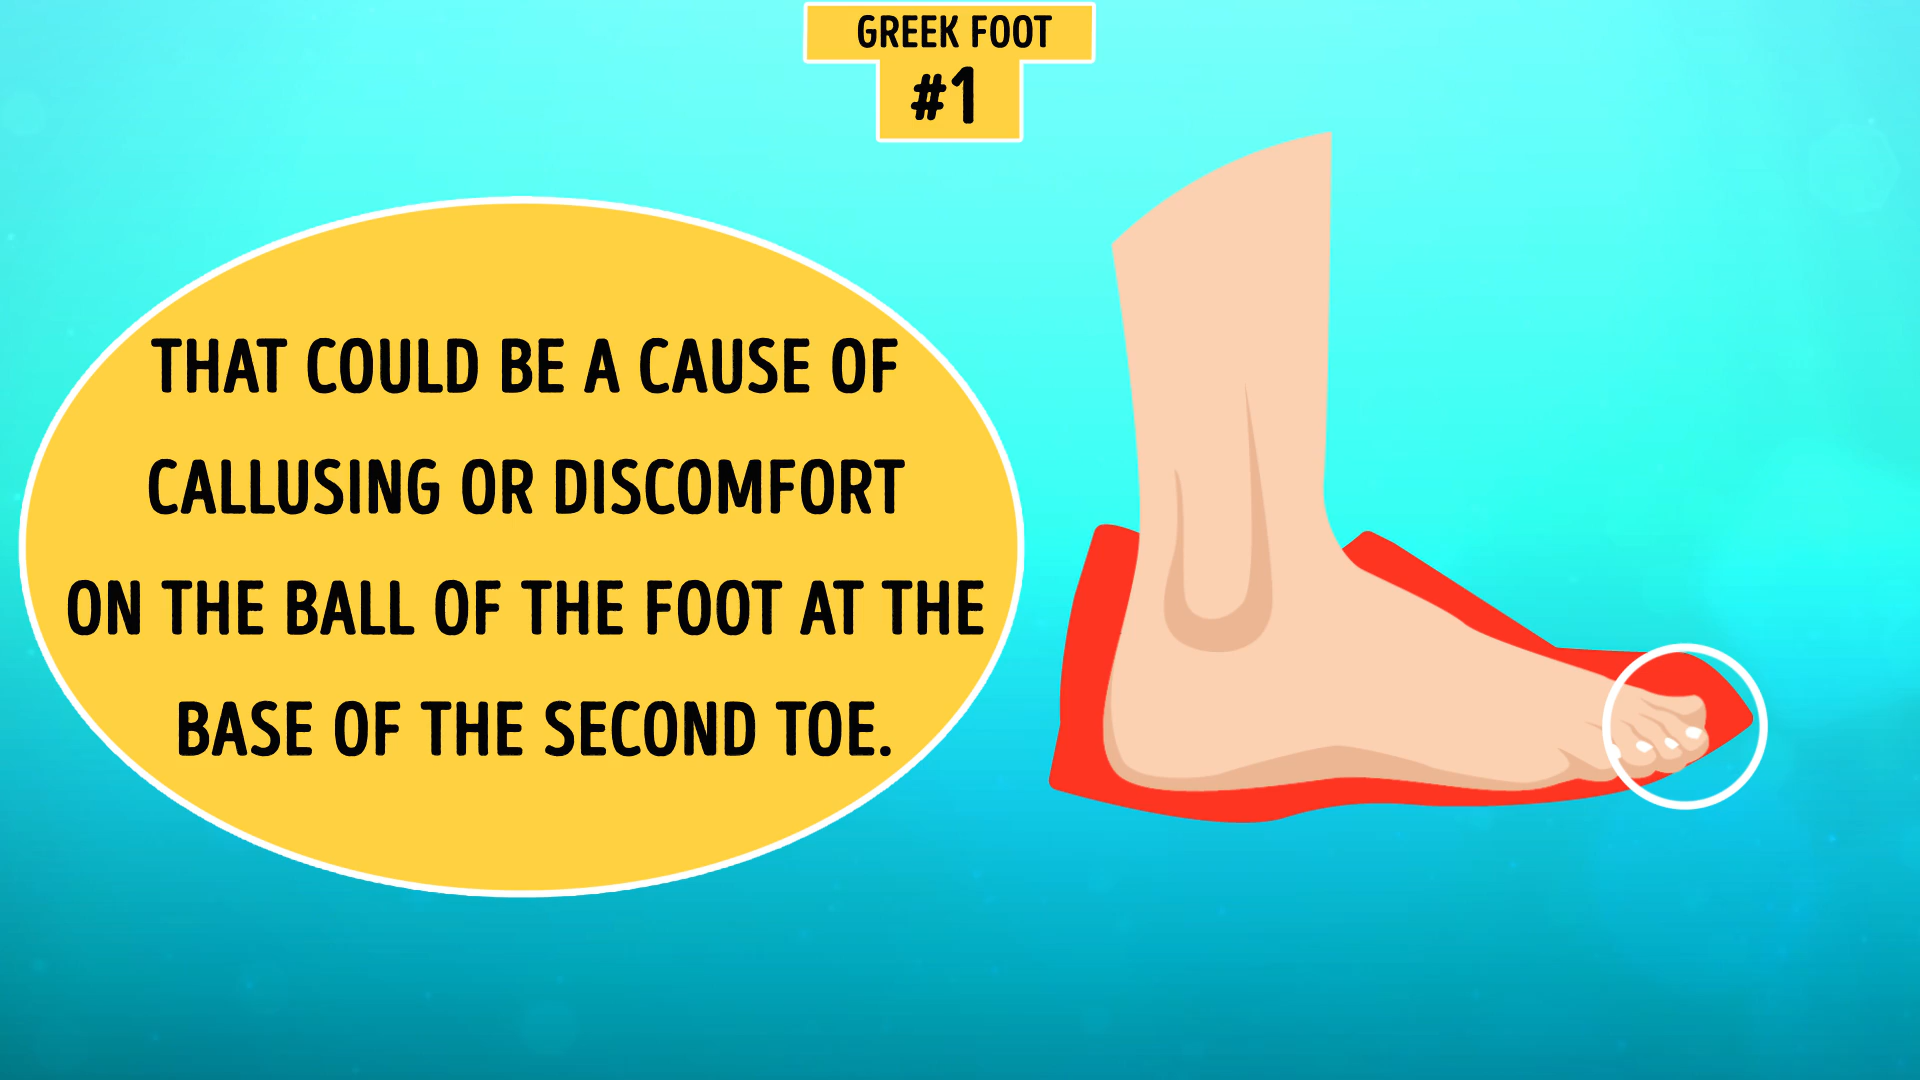 GREEK FOOT
#1
THAT COULD BE A CAUSE OF
CALLUSING OR DISCOMFORT
ON THE BALL OF THE FOOT AT THE
BASE OF THE SECOND TOE.